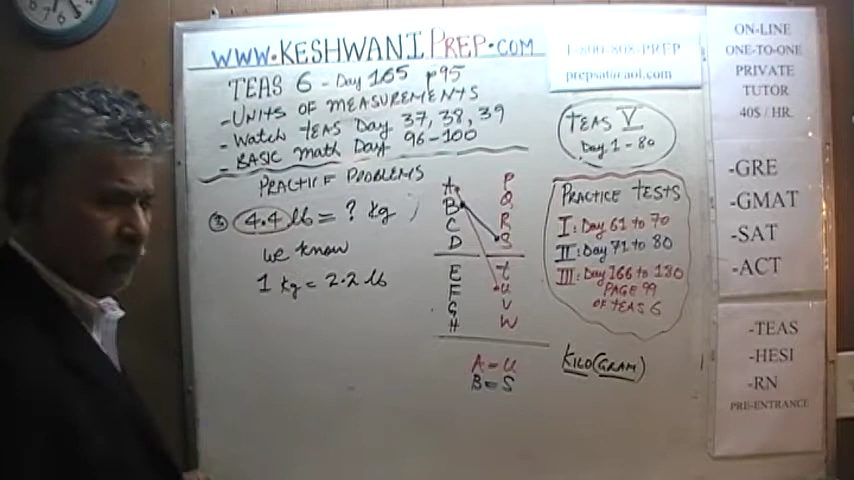 WWW.KESHWANIPREP.COM
TEAS 6 - Day 165 p95
- UNITS OF MEASUREMENTS
- Watch TEAS Day 37, 38, 39
- BASIC math Day 96-100
PRACTICE PROBLEMS
③ 4.4 lb = ? kg
we know
1 kg = 2.2 lb
A P
B Q
C R
D S
E t
F U
G V
H W
A = U
B = S
1-800-808-PREP
prepsat@aol.com
TEAS V
Day 1 - 80
PRACTICE TESTS
I: Day 61 to 70
II: Day 71 to 80
III: Day 166 to 180
PAGE 99
OF TEAS 6
KILO(GRAM)
ON-LINE
ONE-TO-ONE
PRIVATE
TUTOR
40$ / HR.
-GRE
-GMAT
-SAT
-ACT
-TEAS
-HESI
-RN
PRE-ENTRANCE